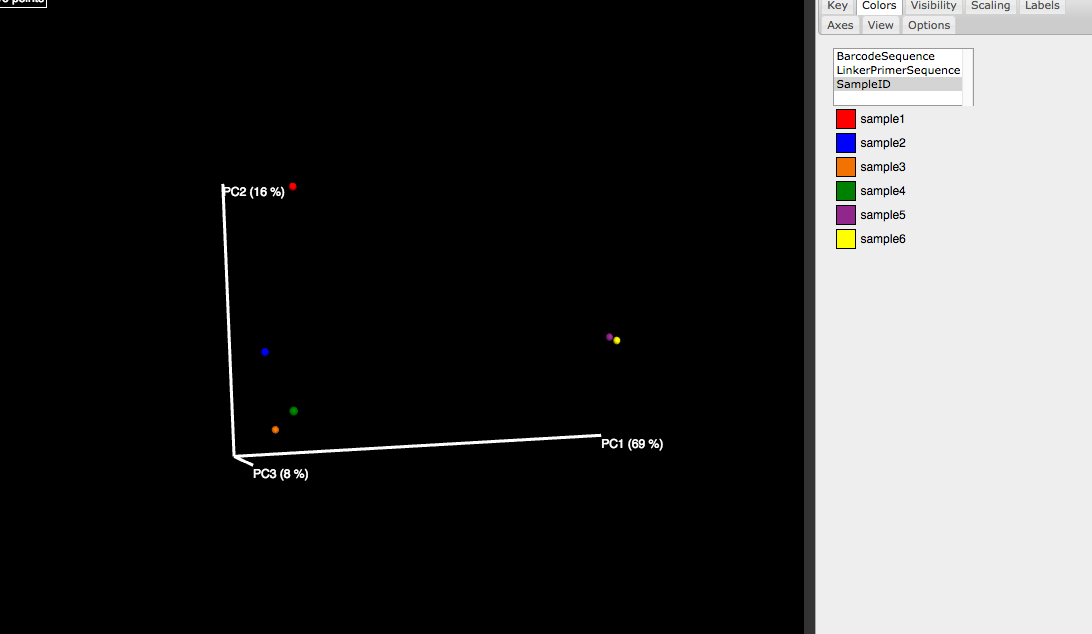 points
Key Colors Visibility Scaling Labels
Axes View Options
BarcodeSequence
LinkerPrimerSequence
SampleID
sample1
sample2
sample3
sample4
sample5
sample6
PC2 (16 %)
PC1 (69 %)
PC3 (8 %)